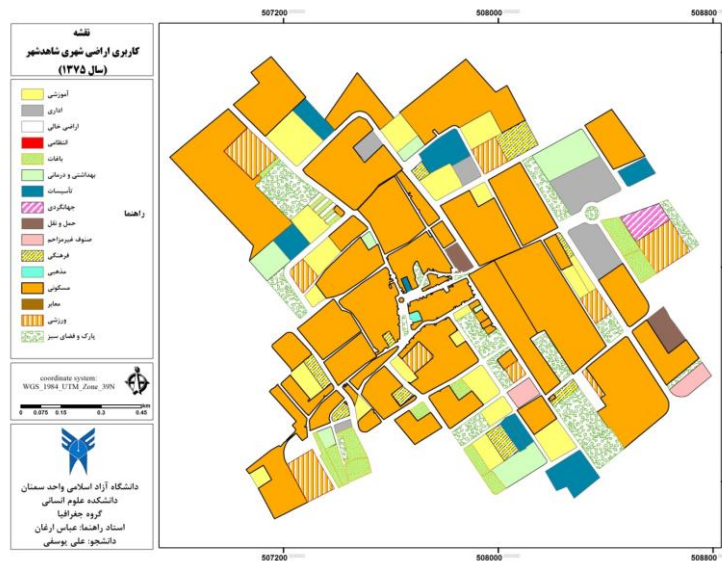 507200
508000
508800
نقشه
کاربری اراضی شهری شاهدشهر
(سال ۱۳۷۵)
آموزشی
اداری
اراضی خالی
انتظامی
باغات
بهداشتی و درمانی
تأسیسات
جهانگردی
حمل و نقل
صنوف غیرمزاحم
فرهنگی
مذهبی
مسکونی
معابر
ورزشی
پارک و فضای سبز
راهنما
coordinate system:
WGS_1984_UTM_Zone_39N
km
0 0.075 0.15 0.3 0.45
دانشگاه آزاد اسلامی واحد سمنان
دانشکده علوم انسانی
گروه جغرافیا
استاد راهنما: عباس ارغان
دانشجو: علی یوسفی
507200
508000
508800